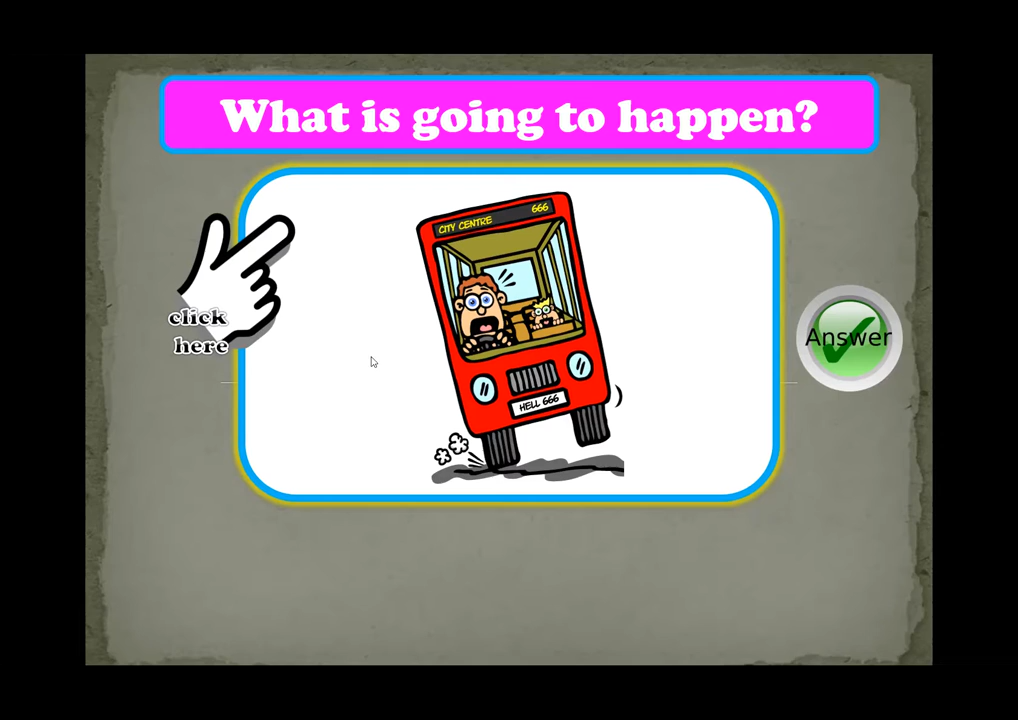 What is going to happen?
CITY CENTRE 666
click
here
Answer
HELL 666